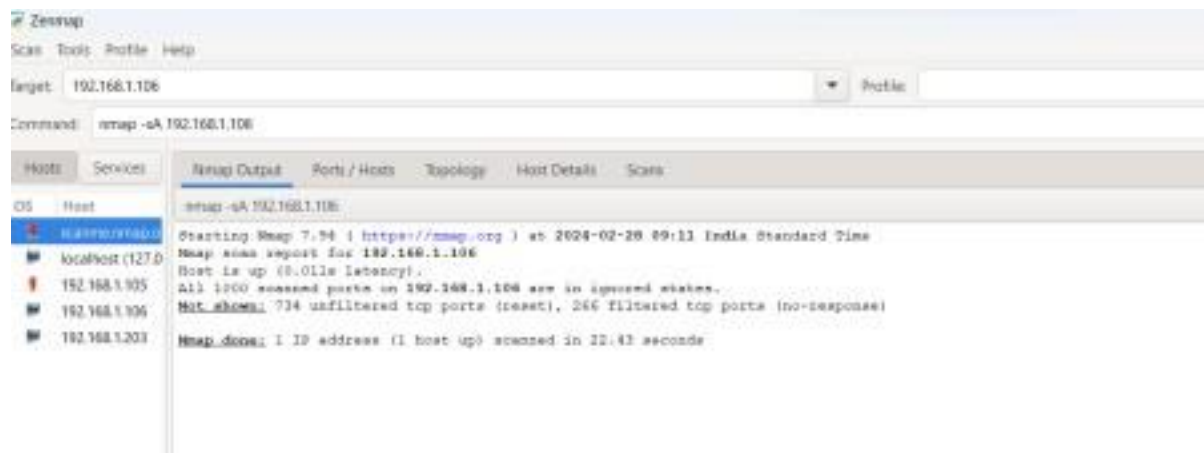 Zenmap
Scan Tools Profile Help
Target: 192.168.1.106 Profile:
Command: nmap -sA 192.168.1.106
Hosts Services Nmap Output Ports / Hosts Topology Host Details Scans
OS Host nmap -sA 192.168.1.106
scanme.nmap.o
localhost (127.0
192.168.1.105
192.168.1.106
192.168.1.203
Starting Nmap 7.94 ( https://nmap.org ) at 2024-02-28 09:11 India Standard Time
Nmap scan report for 192.168.1.106
Host is up (0.011s latency).
All 1000 scanned ports on 192.168.1.106 are in ignored states.
Not shown: 734 unfiltered tcp ports (reset), 266 filtered tcp ports (no-response)
Nmap done: 1 IP address (1 host up) scanned in 22.43 seconds